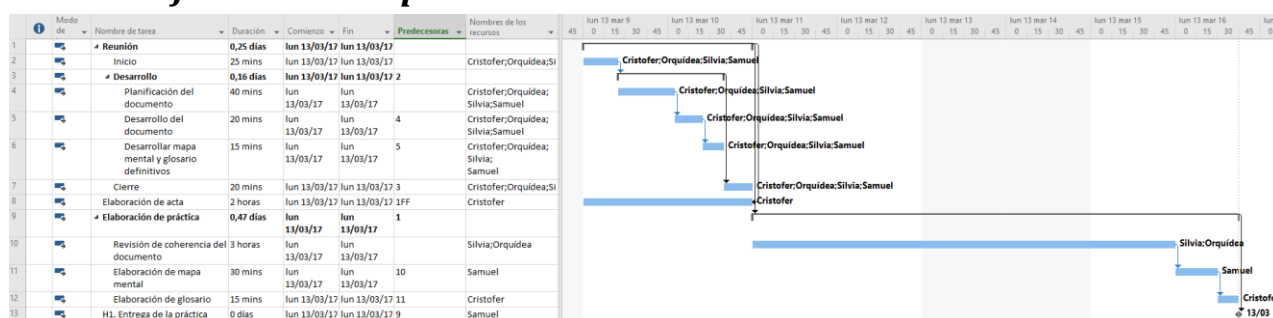 Modo de Nombre de tarea Duración Comienzo Fin Predecesoras Nombres de los recursos
lun 13 mar 9 lun 13 mar 10 lun 13 mar 11 lun 13 mar 12 lun 13 mar 13 lun 13 mar 14 lun 13 mar 15 lun 13 mar 16
45 0 15 30 45 0 15 30 45 0 15 30 45 0 15 30 45 0 15 30 45 0 15 30 45 0 15 30 45 0 15 30 45
1 Reunión 0,25 días lun 13/03/17 lun 13/03/17
2 Inicio 25 mins lun 13/03/17 lun 13/03/17 Cristofer;Orquídea;Si
Cristofer;Orquídea;Silvia;Samuel
3 Desarrollo 0,16 días lun 13/03/17 lun 13/03/17 2
4 Planificación del documento 40 mins lun 13/03/17 lun 13/03/17 Cristofer;Orquídea; Silvia;Samuel
Cristofer;Orquídea;Silvia;Samuel
5 Desarrollo del documento 20 mins lun 13/03/17 lun 13/03/17 4 Cristofer;Orquídea; Silvia;Samuel
Cristofer;Orquídea;Silvia;Samuel
6 Desarrollar mapa mental y glosario definitivos 15 mins lun 13/03/17 lun 13/03/17 5 Cristofer;Orquídea; Silvia; Samuel
Cristofer;Orquídea;Silvia;Samuel
7 Cierre 20 mins lun 13/03/17 lun 13/03/17 3 Cristofer;Orquídea;Si
Cristofer;Orquídea;Silvia;Samuel
8 Elaboración de acta 2 horas lun 13/03/17 lun 13/03/17 1FF Cristofer
Cristofer
9 Elaboración de práctica 0,47 días lun 13/03/17 lun 13/03/17 1
10 Revisión de coherencia del documento 3 horas lun 13/03/17 lun 13/03/17 Silvia;Orquídea
Silvia;Orquídea
11 Elaboración de mapa mental 30 mins lun 13/03/17 lun 13/03/17 10 Samuel
Samuel
12 Elaboración de glosario 15 mins lun 13/03/17 lun 13/03/17 11 Cristofer
Cristofe
13 H1. Entrega de la práctica 0 días lun 13/03/17 lun 13/03/17 9 Samuel
13/03